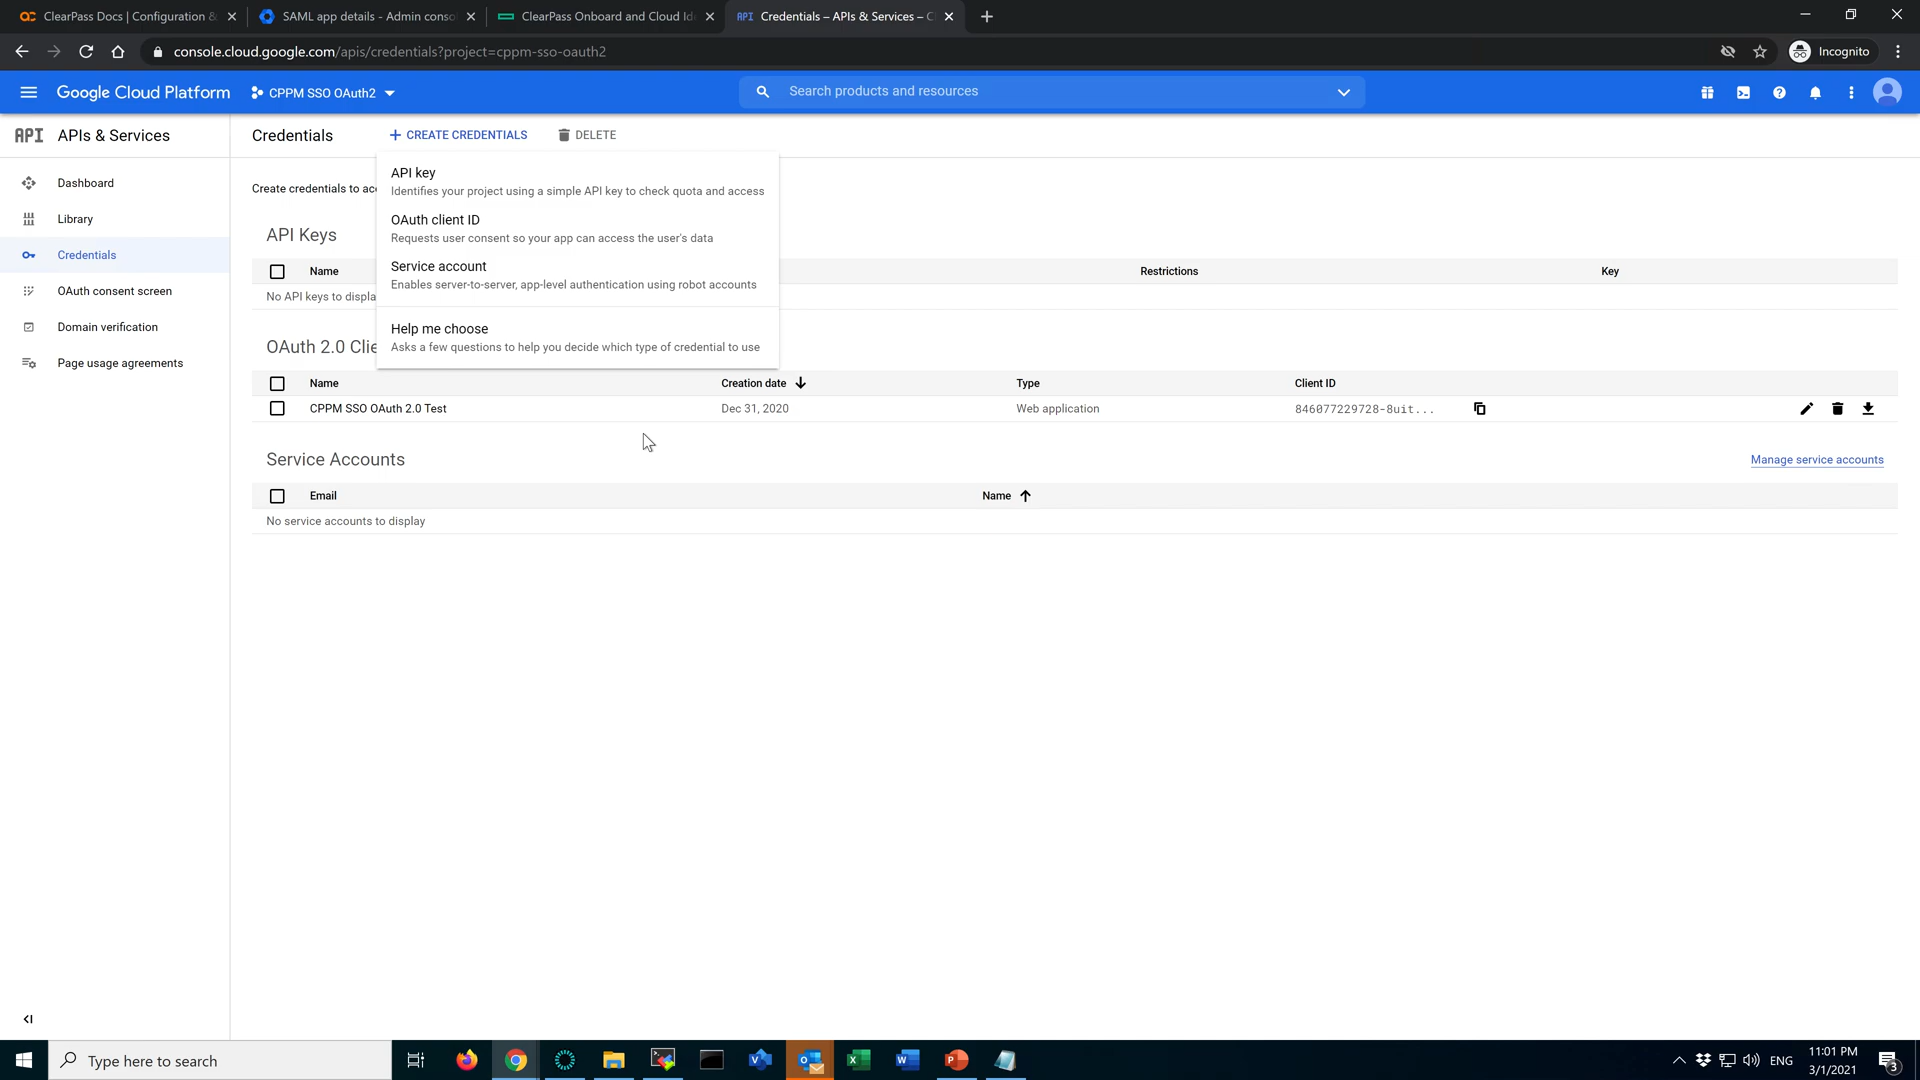 ClearPass Docs | Configuration &
SAML app details - Admin conso
ClearPass Onboard and Cloud Id
API Credentials – APIs & Services – C
console.cloud.google.com/apis/credentials?project=cppm-sso-oauth2
Incognito
Google Cloud Platform
CPPM SSO OAuth2
Search products and resources
API APIs & Services
Credentials
CREATE CREDENTIALS
DELETE
Dashboard
Library
Credentials
OAuth consent screen
Domain verification
Page usage agreements
Create credentials to acc
API key
Identifies your project using a simple API key to check quota and access
OAuth client ID
Requests user consent so your app can access the user's data
Service account
Enables server-to-server, app-level authentication using robot accounts
Help me choose
Asks a few questions to help you decide which type of credential to use
API Keys
Name
Restrictions
Key
No API keys to displa
OAuth 2.0 Clie
Name
Creation date
Type
Client ID
CPPM SSO OAuth 2.0 Test
Dec 31, 2020
Web application
846077229728-8uit...
Service Accounts
Manage service accounts
Email
Name
No service accounts to display
Type here to search
ENG
11:01 PM
3/1/2021
3